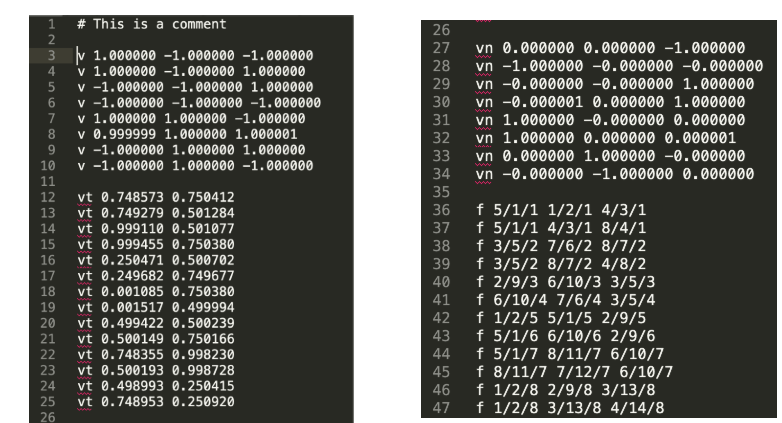 1 # This is a comment
2
3 v 1.000000 -1.000000 -1.000000
4 v 1.000000 -1.000000 1.000000
5 v -1.000000 -1.000000 1.000000
6 v -1.000000 -1.000000 -1.000000
7 v 1.000000 1.000000 -1.000000
8 v 0.999999 1.000000 1.000001
9 v -1.000000 1.000000 1.000000
10 v -1.000000 1.000000 -1.000000
11
12 vt 0.748573 0.750412
13 vt 0.749279 0.501284
14 vt 0.999110 0.501077
15 vt 0.999455 0.750380
16 vt 0.250471 0.500702
17 vt 0.249682 0.749677
18 vt 0.001085 0.750380
19 vt 0.001517 0.499994
20 vt 0.499422 0.500239
21 vt 0.500149 0.750166
22 vt 0.748355 0.998230
23 vt 0.500193 0.998728
24 vt 0.498993 0.250415
25 vt 0.748953 0.250920
26
26
27 vn 0.000000 0.000000 -1.000000
28 vn -1.000000 -0.000000 -0.000000
29 vn -0.000000 -0.000000 1.000000
30 vn -0.000001 0.000000 1.000000
31 vn 1.000000 -0.000000 0.000000
32 vn 1.000000 0.000000 0.000001
33 vn 0.000000 1.000000 -0.000000
34 vn -0.000000 -1.000000 0.000000
35
36 f 5/1/1 1/2/1 4/3/1
37 f 5/1/1 4/3/1 8/4/1
38 f 3/5/2 7/6/2 8/7/2
39 f 3/5/2 8/7/2 4/8/2
40 f 2/9/3 6/10/3 3/5/3
41 f 6/10/4 7/6/4 3/5/4
42 f 1/2/5 5/1/5 2/9/5
43 f 5/1/6 6/10/6 2/9/6
44 f 5/1/7 8/11/7 6/10/7
45 f 8/11/7 7/12/7 6/10/7
46 f 1/2/8 2/9/8 3/13/8
47 f 1/2/8 3/13/8 4/14/8